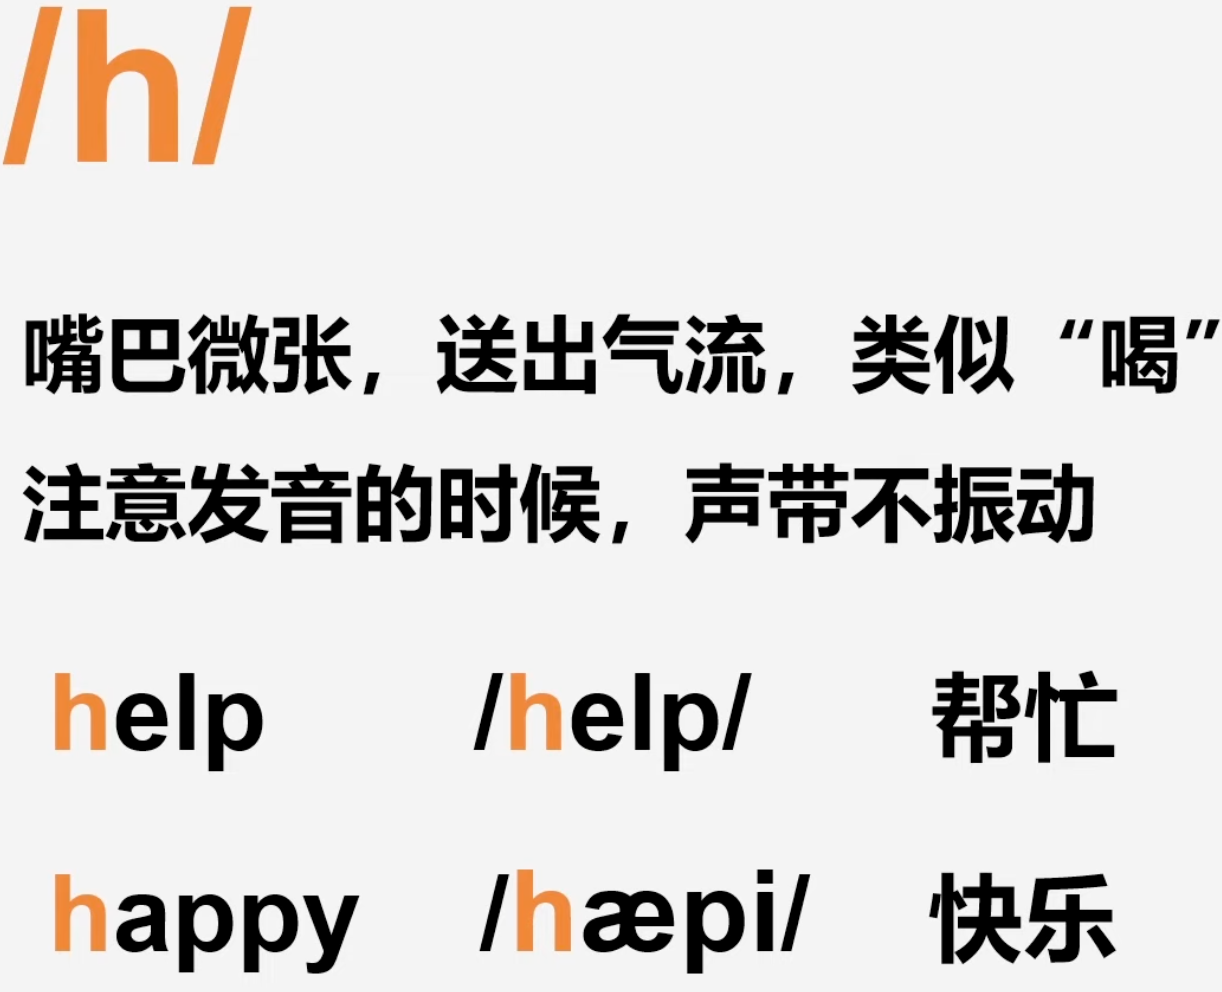 /h/
嘴巴微张，送出气流，类似“喝”
注意发音的时候，声带不振动
help /help/ 帮忙
happy /hæpi/ 快乐